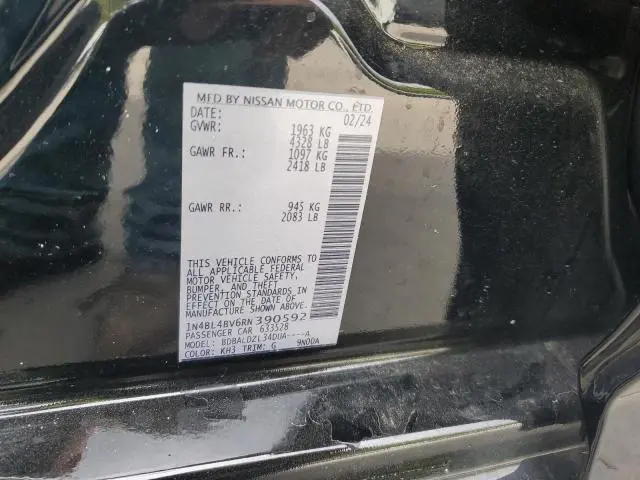 MFD BY NISSAN MOTOR CO., LTD.
DATE: 02/24
GVWR: 1963 KG
4328 LB
GAWR FR.: 1097 KG
2418 LB
GAWR RR.: 945 KG
2083 LB
THIS VEHICLE CONFORMS TO
ALL APPLICABLE FEDERAL
MOTOR VEHICLE SAFETY,
BUMPER, AND THEFT
PREVENTION STANDARDS IN
EFFECT ON THE DATE OF
MANUFACTURE SHOWN ABOVE.
1N4BL4BV6RN390592
PASSENGER CAR 633528
MODEL: BDBALDZL34DUA----A
COLOR: KH3 TRIM: G 9N00A